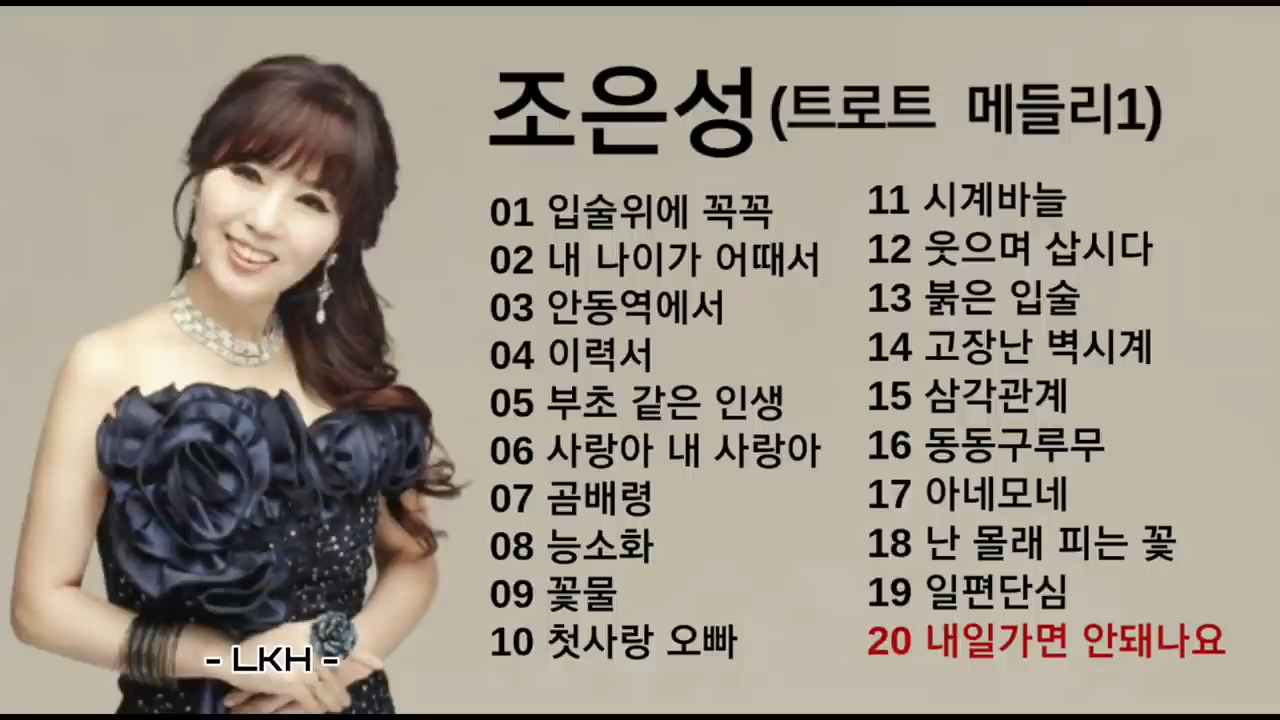 조은성 (트로트 메들리1)
01 입술위에 꼭꼭
02 내 나이가 어때서
03 안동역에서
04 이력서
05 부초 같은 인생
06 사랑아 내 사랑아
07 곰배령
08 능소화
09 꽃물
10 첫사랑 오빠
11 시계바늘
12 웃으며 삽시다
13 붉은 입술
14 고장난 벽시계
15 삼각관계
16 동동구루무
17 아네모네
18 난 몰래 피는 꽃
19 일편단심
20 내일가면 안돼나요
- LKH -